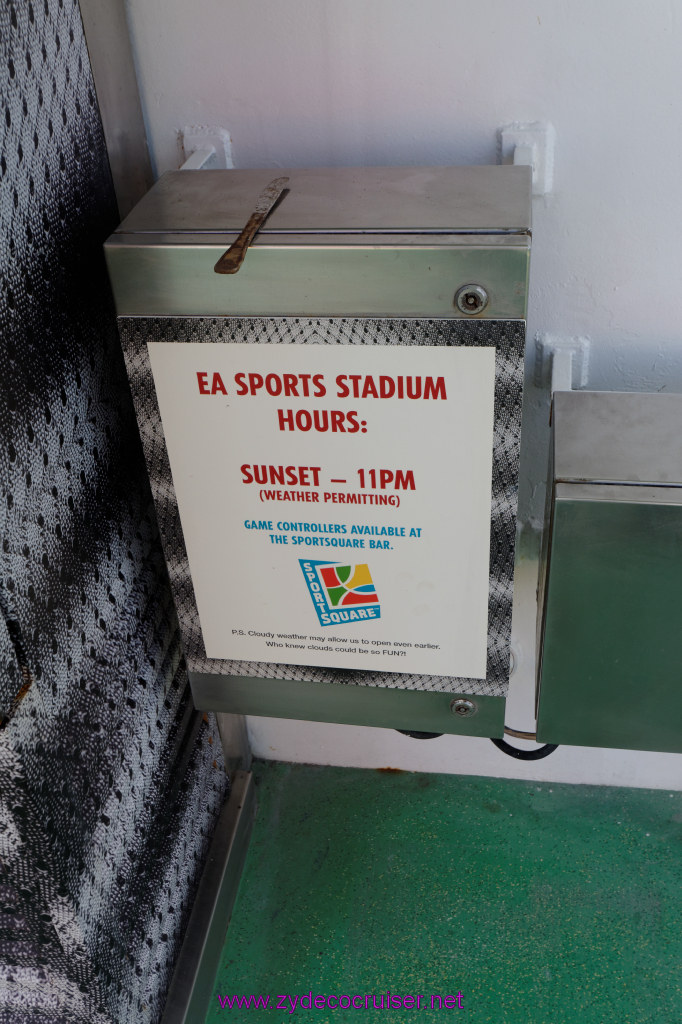 EA SPORTS STADIUM
HOURS:
SUNSET – 11PM
(WEATHER PERMITTING)
GAME CONTROLLERS AVAILABLE AT
THE SPORTSQUARE BAR.
SPORT
SQUARE™
P.S. Cloudy weather may allow us to open even earlier.
Who knew clouds could be so FUN?!
www.zydecocruiser.net